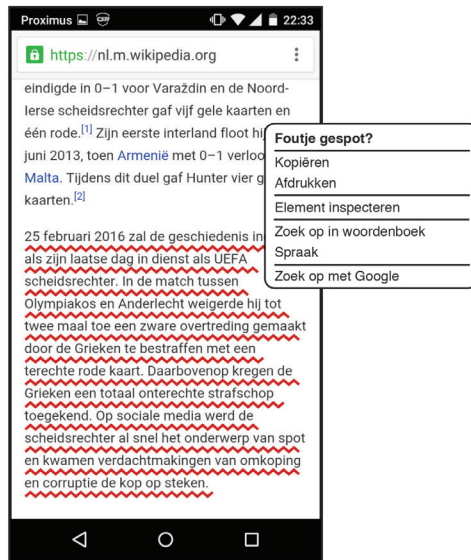 Proximus 22:33
https://nl.m.wikipedia.org
eindigde in 0–1 voor Varaždin en de Noord-
Ierse scheidsrechter gaf vijf gele kaarten en
één rode.[1] Zijn eerste interland floot hi
juni 2013, toen Armenië met 0–1 verloo
Malta. Tijdens dit duel gaf Hunter vier g
kaarten.[2]
25 februari 2016 zal de geschiedenis in
als zijn laatse dag in dienst als UEFA
scheidsrechter. In de match tussen
Olympiakos en Anderlecht weigerde hij tot
twee maal toe een zware overtreding gemaakt
door de Grieken te bestraffen met een
terechte rode kaart. Daarbovenop kregen de
Grieken een totaal onterechte strafschop
toegekend. Op sociale media werd de
scheidsrechter al snel het onderwerp van spot
en kwamen verdachtmakingen van omkoping
en corruptie de kop op steken.
Foutje gespot?
Kopiëren
Afdrukken
Element inspecteren
Zoek op in woordenboek
Spraak
Zoek op met Google